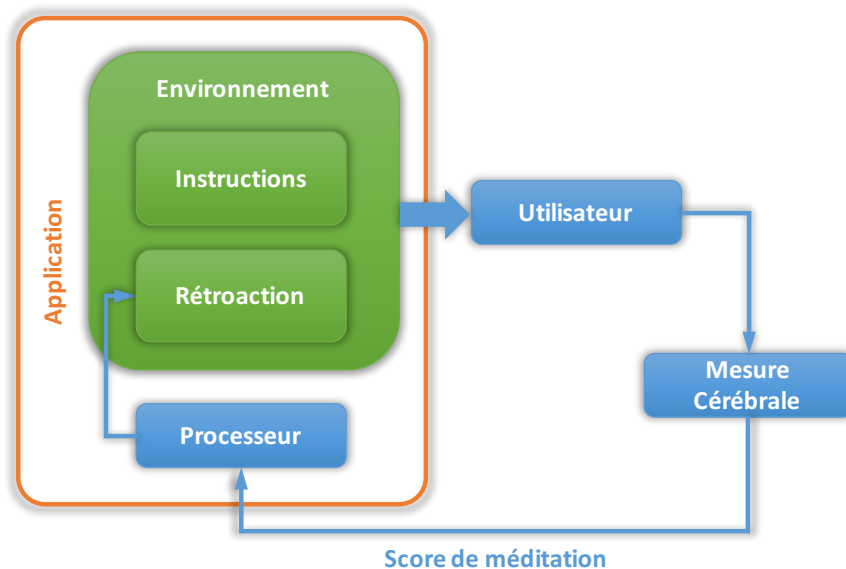 Application
Environnement
Instructions
Rétroaction
Processeur
Utilisateur
Mesure
Cérébrale
Score de méditation